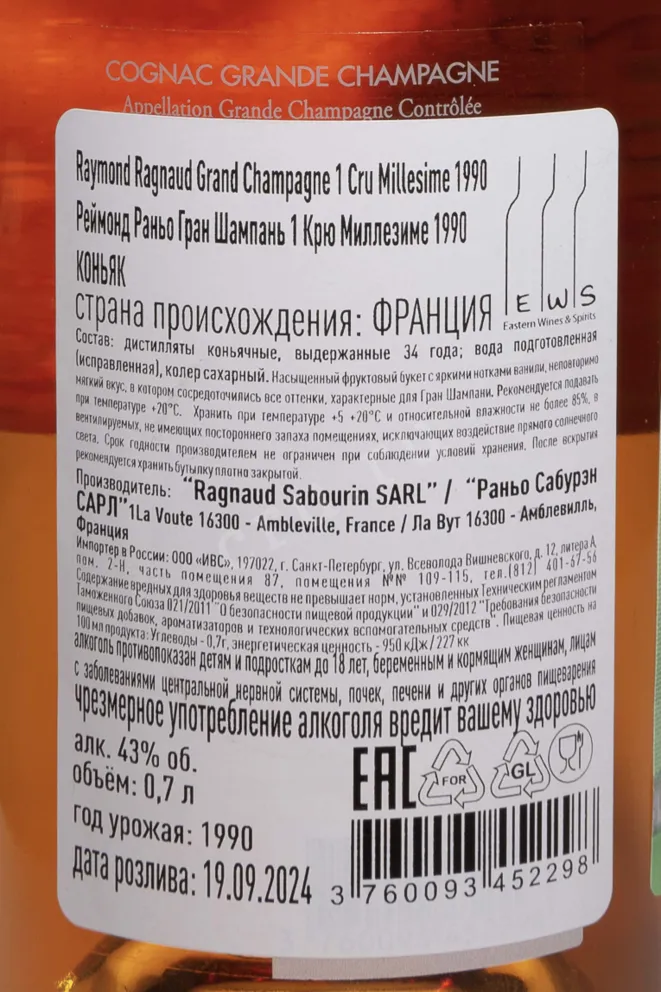 COGNAC GRANDE CHAMPAGNE
Appellation Grande Champagne Contrôlée
Raymond Ragnaud Grand Champagne 1 Cru Millesime 1990
Реймонд Раньо Гран Шампань 1 Крю Миллезиме 1990
КОНЬЯК
страна происхождения: ФРАНЦИЯ
E W S
Eastern Wines & Spirits
Состав: дистилляты коньячные, выдержанные 34 года; вода подготовленная
(исправленная), колер сахарный. Насыщенный фруктовый букет с яркими нотками ванили, неповторимо
мягкий вкус, в котором сосредоточились все оттенки, характерные для Гран Шампани. Рекомендуется подавать
при температуре +20°C. Хранить при температуре +5 +20°C и относительной влажности не более 85%, в
вентилируемых, не имеющих постороннего запаха помещениях, исключающих воздействие прямого солнечного
света. Срок годности производителем не ограничен при соблюдении условий хранения. После вскрытия
рекомендуется хранить бутылку плотно закрытой.
Производитель: "Ragnaud Sabourin SARL" / "Раньо Сабурэн
САРЛ"1La Voute 16300 - Ambleville, France / Ла Вут 16300 - Амблевилль,
Франция
Импортер в России: ООО «ИВС», 197022, г. Санкт-Петербург, ул. Всеволода Вишневского, д. 12, литера А,
пом. 2-Н, часть помещения 87, помещения №№ 109-115, тел.(812) 401-67-56
Содержание вредных для здоровья веществ не превышает норм, установленных Техническим регламентом
Таможенного Союза 021/2011 "О безопасности пищевой продукции" и 029/2012 "Требования безопасности
пищевых добавок, ароматизаторов и технологических вспомогательных средств". Пищевая ценность на
100 мл продукта: Углеводы - 0,7г, энергетическая ценность - 950 кДж/227 кк
алкоголь противопоказан детям и подросткам до 18 лет, беременным и кормящим женщинам, лицам
с заболеваниями центральной нервной системы, почек, печени и других органов пищеварения
чрезмерное употребление алкоголя вредит вашему здоровью
алк. 43% об.
объём: 0,7 л
год урожая: 1990
дата розлива: 19.09.2024
EAC
FOR
GL
3 760093 452298